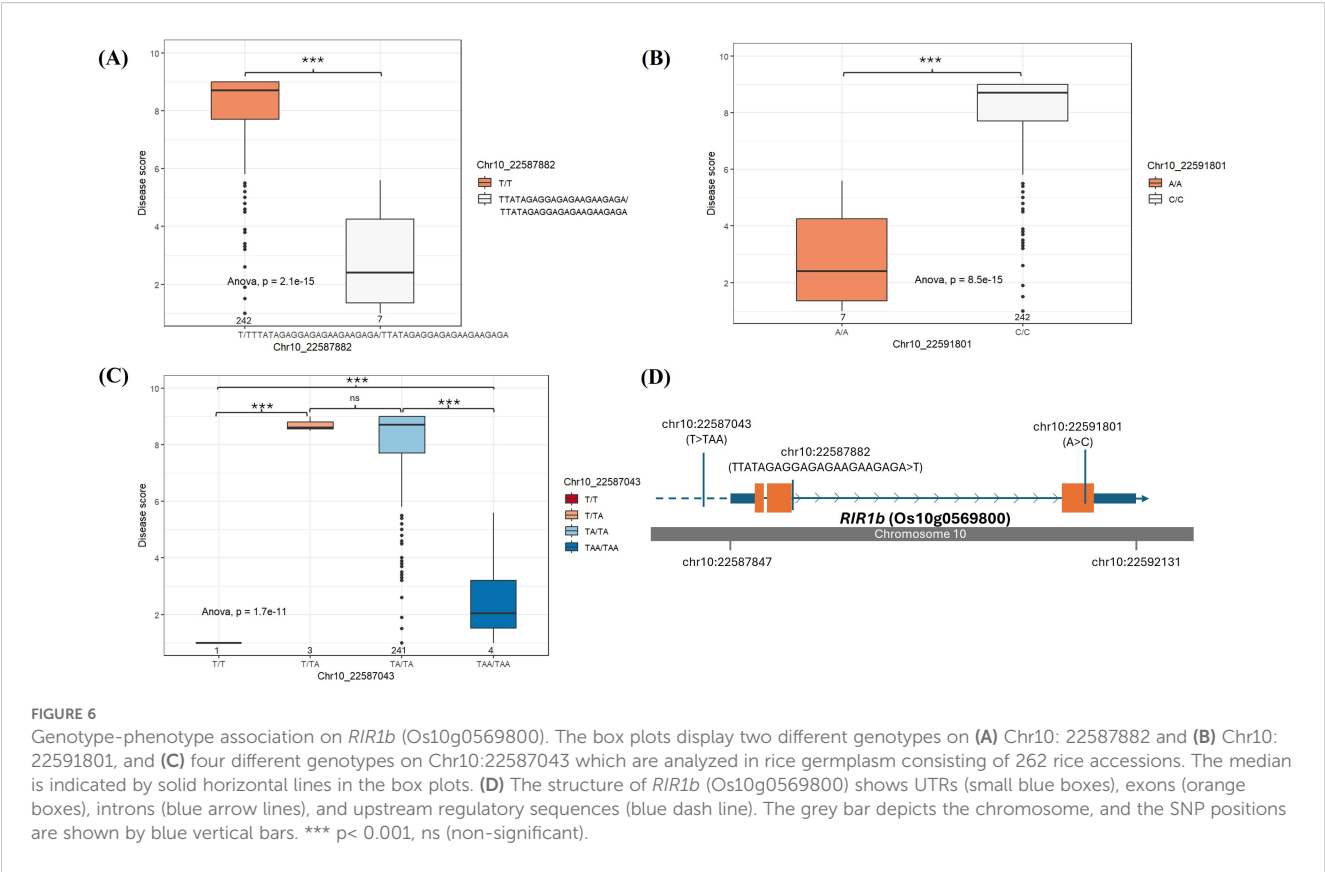 (A)
10
8
6
4
2
Disease score
***
Anova, p = 2.1e-15
242
7
T/TTTATAGAGGAGAGAAGAAGAGA/TTATAGAGGAGAGAAGAAGAGA
Chr10_22587882
Chr10_22587882
T/T
TTATAGAGGAGAGAAGAAGAGA/
TTATAGAGGAGAGAAGAAGAGA
(B)
10
8
6
4
2
Disease score
***
Anova, p = 8.5e-15
7
242
A/A
C/C
Chr10_22591801
Chr10_22591801
A/A
C/C
(C)
10
8
6
4
2
Disease score
***
***
ns
***
Anova, p = 1.7e-11
1
3
241
4
T/T
T/TA
TA/TA
TAA/TAA
Chr10_22587043
Chr10_22587043
T/T
T/TA
TA/TA
TAA/TAA
(D)
chr10:22587043
(T>TAA)
chr10:22587882
(TTATAGAGGAGAGAAGAAGAGA>T)
chr10:22591801
(A>C)
RIR1b (Os10g0569800)
Chromosome 10
chr10:22587847
chr10:22592131
FIGURE 6
Genotype-phenotype association on RIR1b (Os10g0569800). The box plots display two different genotypes on (A) Chr10: 22587882 and (B) Chr10:
22591801, and (C) four different genotypes on Chr10:22587043 which are analyzed in rice germplasm consisting of 262 rice accessions. The median
is indicated by solid horizontal lines in the box plots. (D) The structure of RIR1b (Os10g0569800) shows UTRs (small blue boxes), exons (orange
boxes), introns (blue arrow lines), and upstream regulatory sequences (blue dash line). The grey bar depicts the chromosome, and the SNP positions
are shown by blue vertical bars. *** p< 0.001, ns (non-significant).